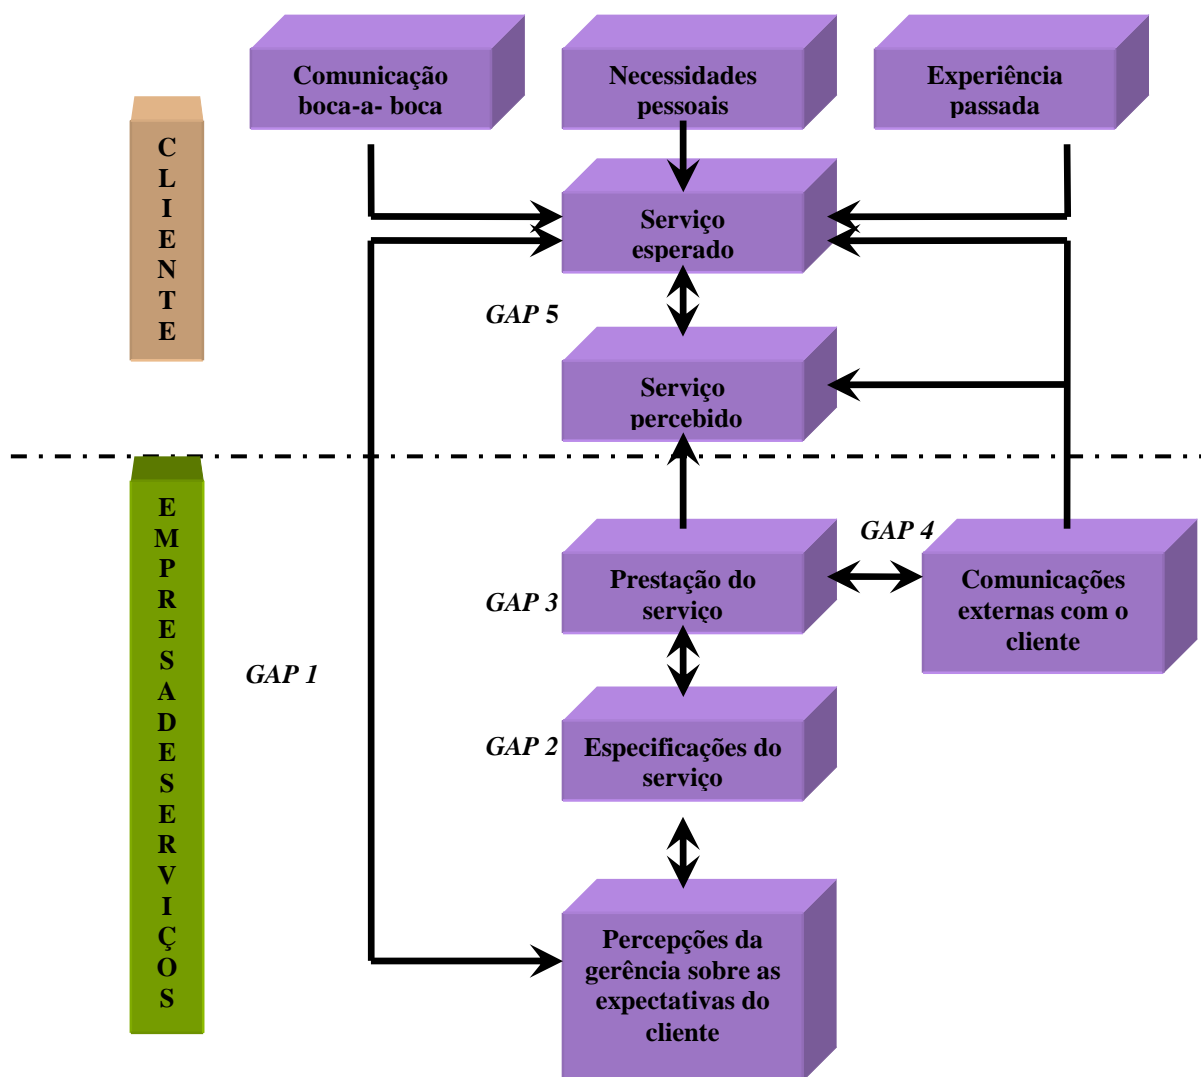 Comunicação
boca-a- boca
Necessidades
pessoais
Experiência
passada
C
L
I
E
N
T
E
Serviço
esperado
GAP 5
Serviço
percebido
E
M
P
R
E
S
A
D
E
S
E
R
V
I
Ç
O
S
GAP 4
Prestação do
serviço
GAP 3
Comunicações
externas com o
cliente
GAP 1
GAP 2
Especificações do
serviço
Percepções da
gerência sobre as
expectativas do
cliente